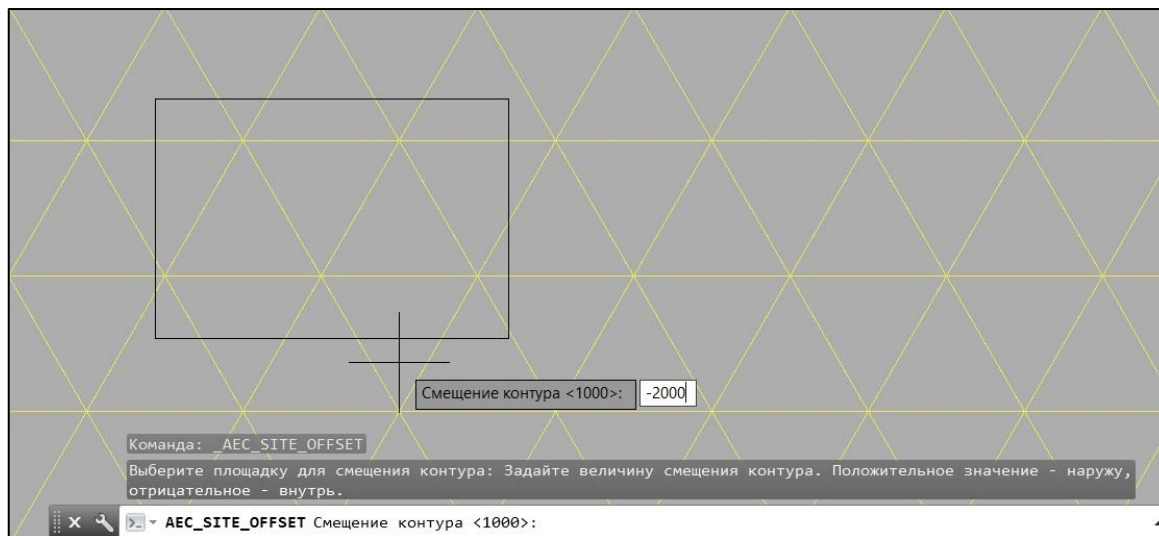 Смещение контура <1000>: -2000
Команда: _AEC_SITE_OFFSET
Выберите площадку для смещения контура: Задайте величину смещения контура. Положительное значение - наружу,
отрицательное - внутрь.
AEC_SITE_OFFSET Смещение контура <1000>: